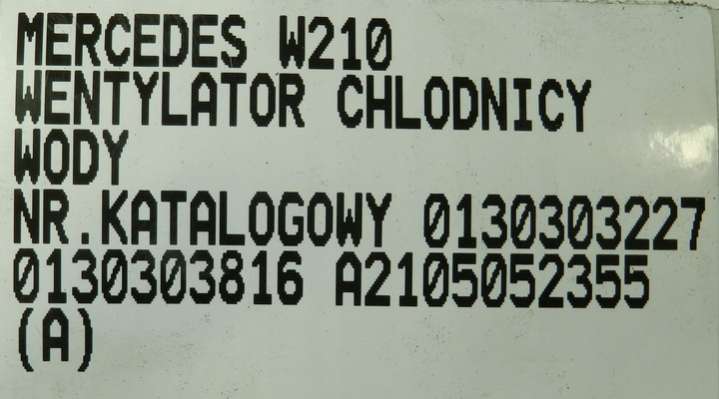 MERCEDES W210
WENTYLATOR CHLODNICY
WODY
NR.KATALOGOWY 0130303227
0130303816 A2105052355
(A)